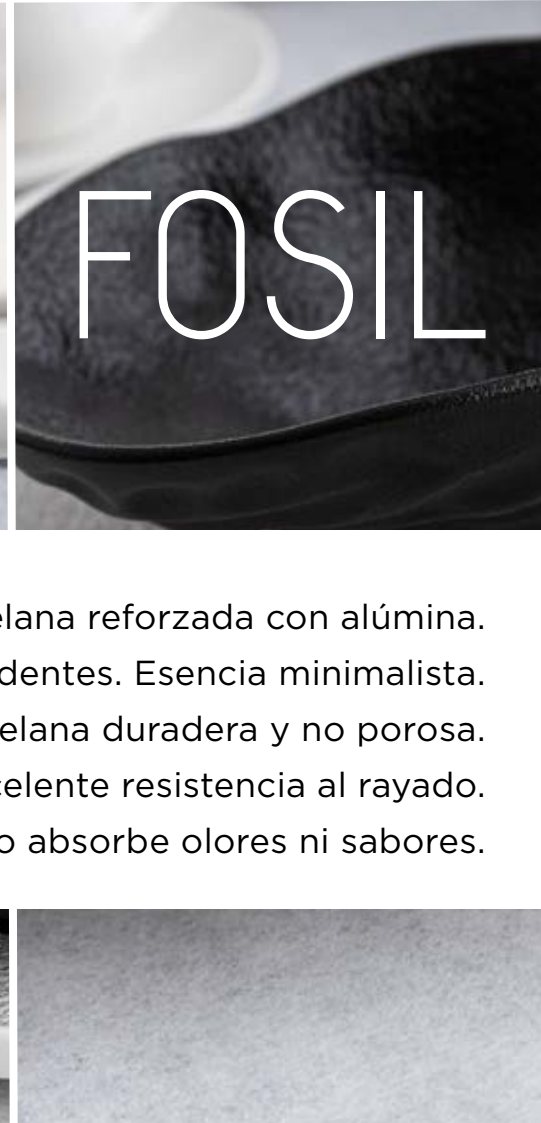 FOSIL
elana reforzada con alúmina.
dentes. Esencia minimalista.
elana duradera y no porosa.
celente resistencia al rayado.
o absorbe olores ni sabores.